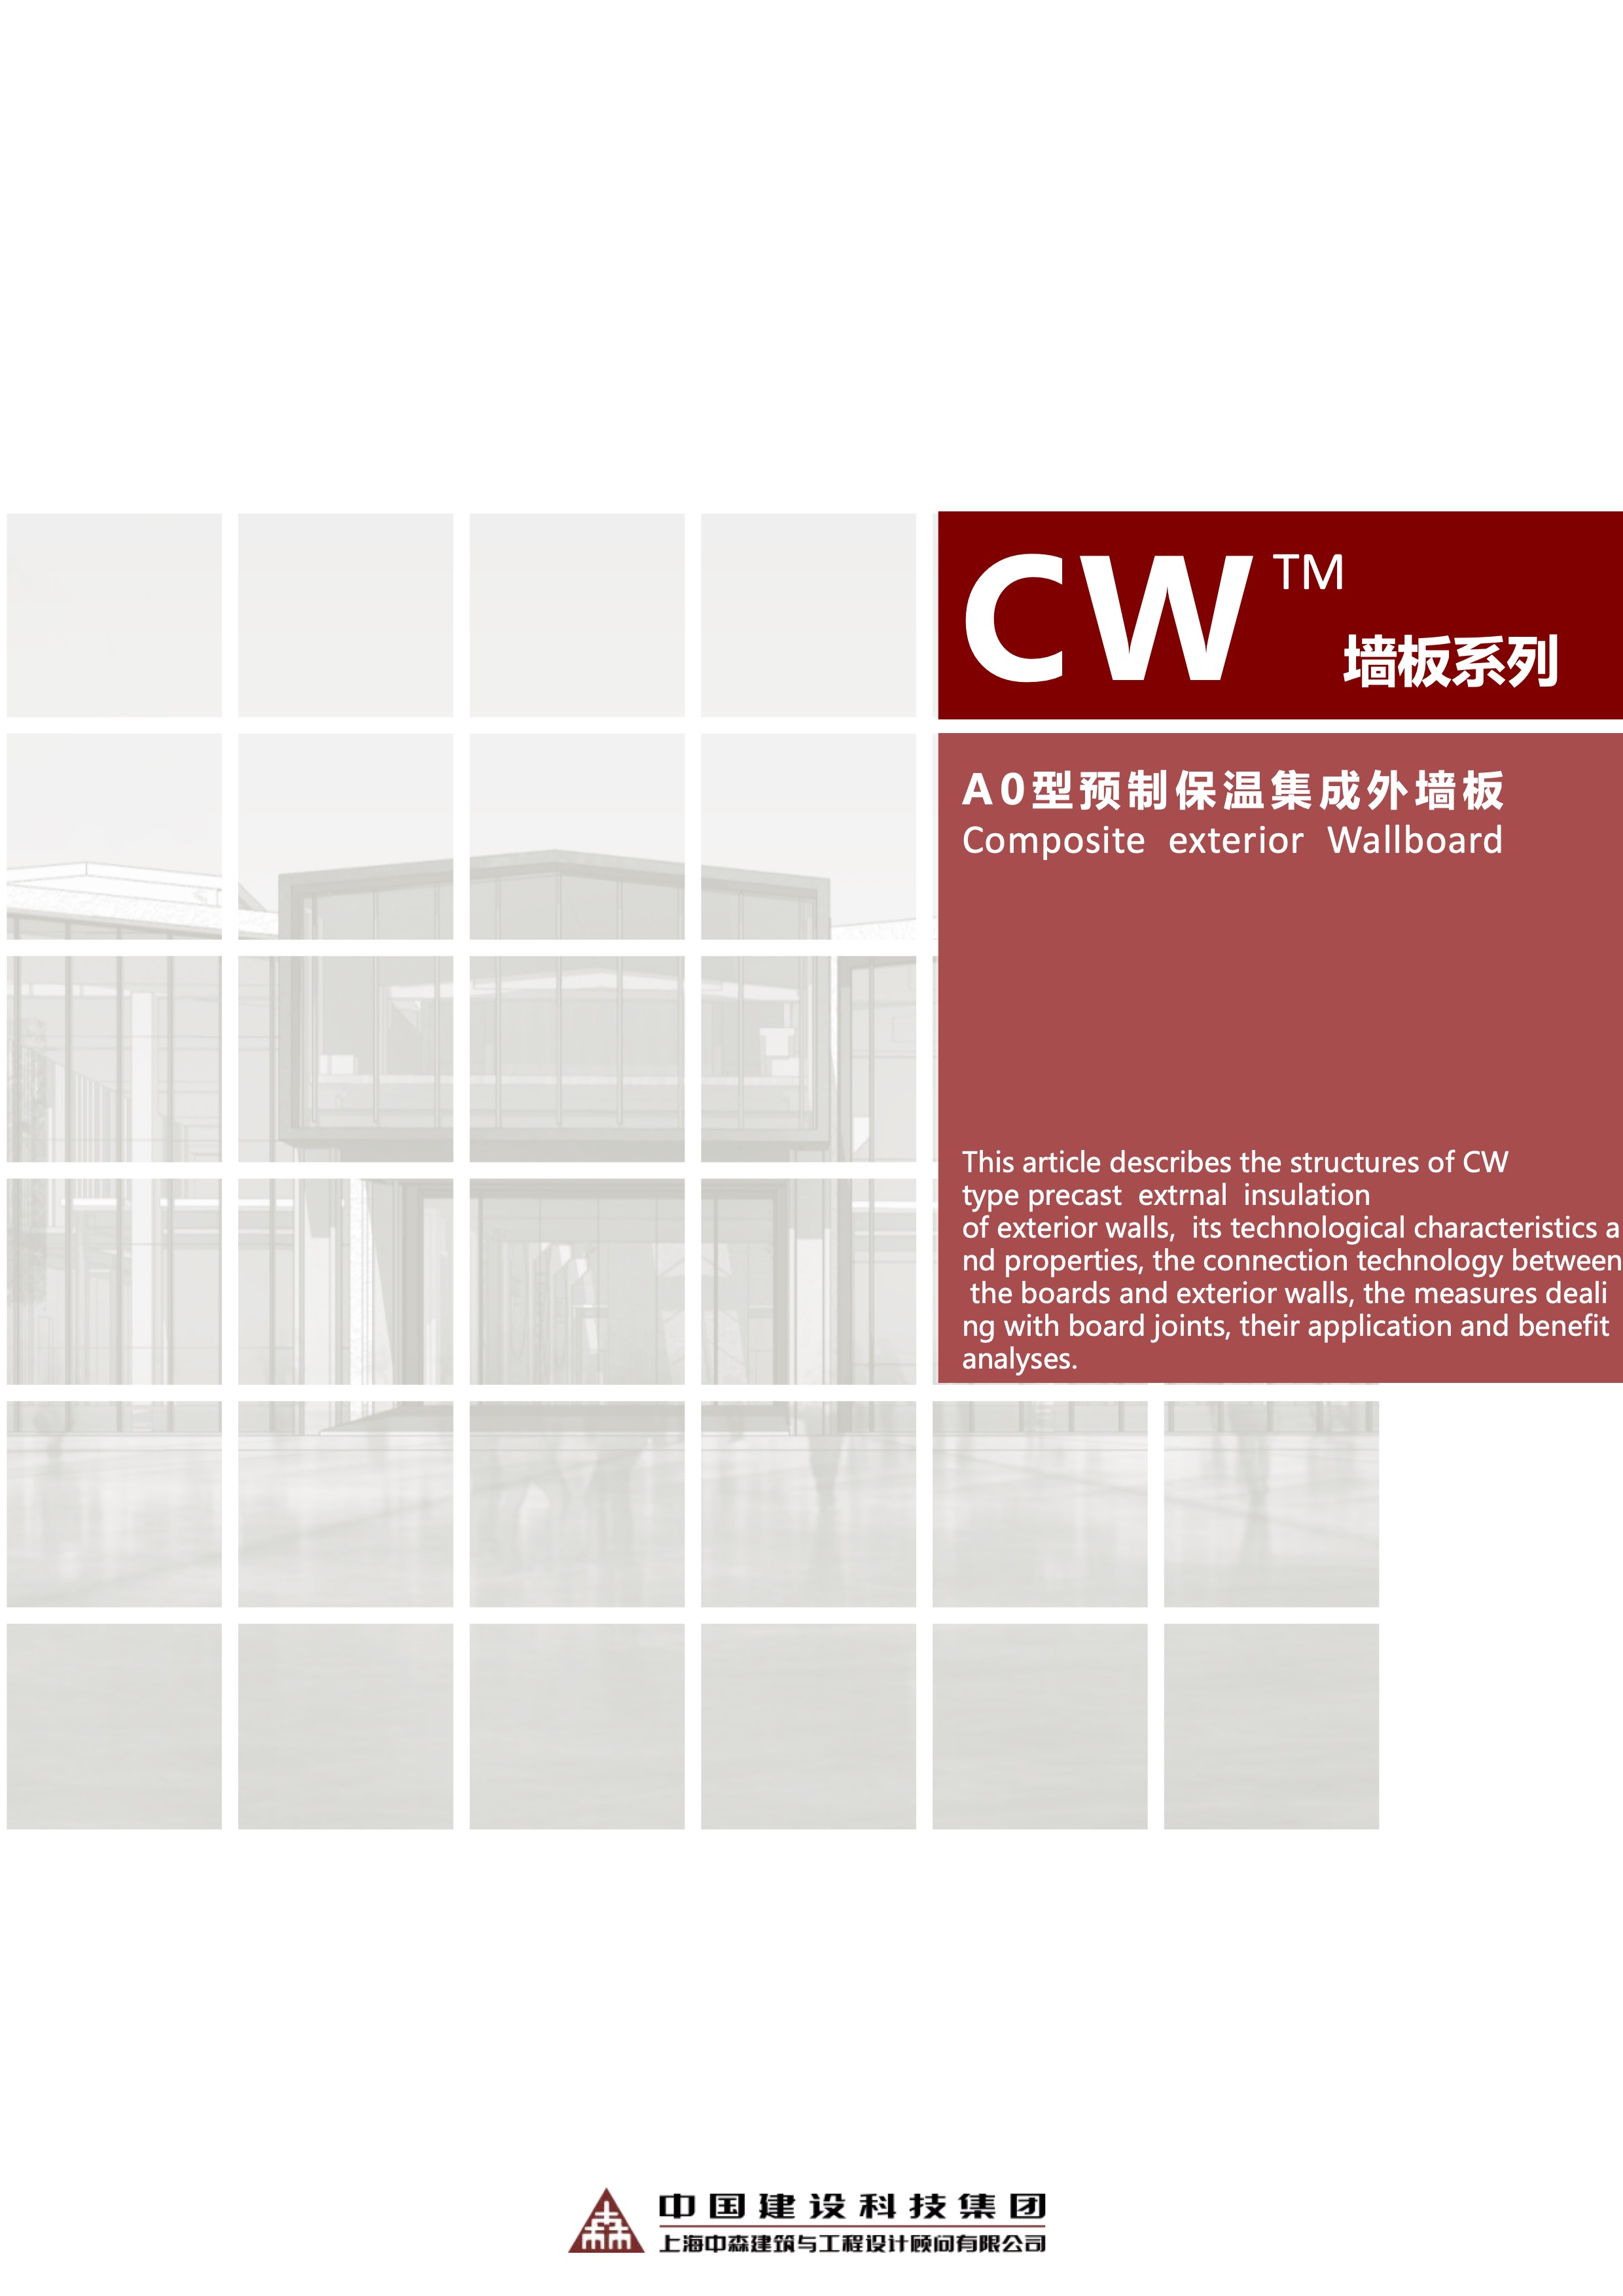 CW TM
墙板系列
A0型预制保温集成外墙板
Composite exterior Wallboard
This article describes the structures of CW
type precast extrnal insulation
of exterior walls, its technological characteristics a
nd properties, the connection technology between
the boards and exterior walls, the measures deali
ng with board joints, their application and benefit
analyses.
中国建设科技集团
上海中森建筑与工程设计顾问有限公司